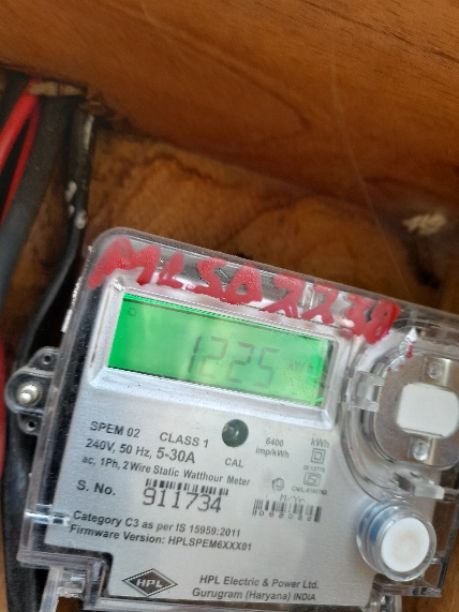 1225
SPEM 02 CLASS 1 6400 kWh
240V, 50 Hz, 5-30A CAL imp/kWh
ac, 1Ph, 2 Wire Static Watthour Meter
S. No. 911734
Category C3 as per IS 15959:2011
Firmware Version: HPLSPEM6XXX01
HPL HPL Electric & Power Ltd.
Gurugram (Haryana) INDIA